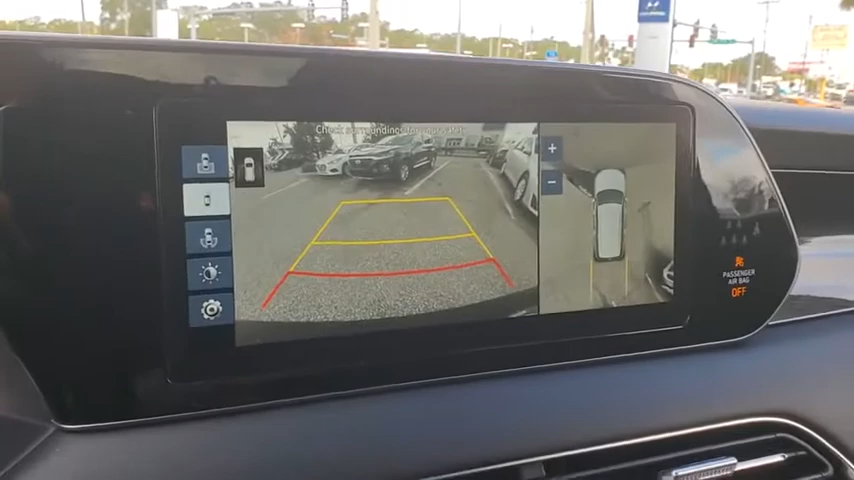 Check surroundings for your safety
+
−
PASSENGER
AIR BAG
OFF